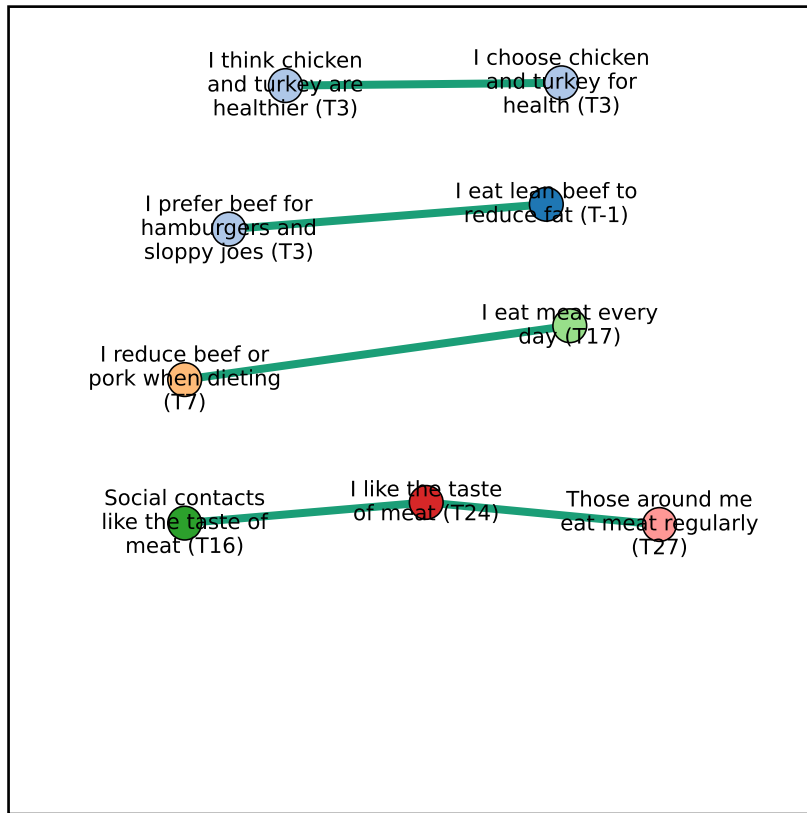 I think chicken
and turkey are
healthier (T3)
I choose chicken
and turkey for
health (T3)
I prefer beef for
hamburgers and
sloppy joes (T3)
I eat lean beef to
reduce fat (T-1)
I eat meat every
day (T17)
I reduce beef or
pork when dieting
(T7)
Social contacts
like the taste of
meat (T16)
I like the taste
of meat (T24)
Those around me
eat meat regularly
(T27)